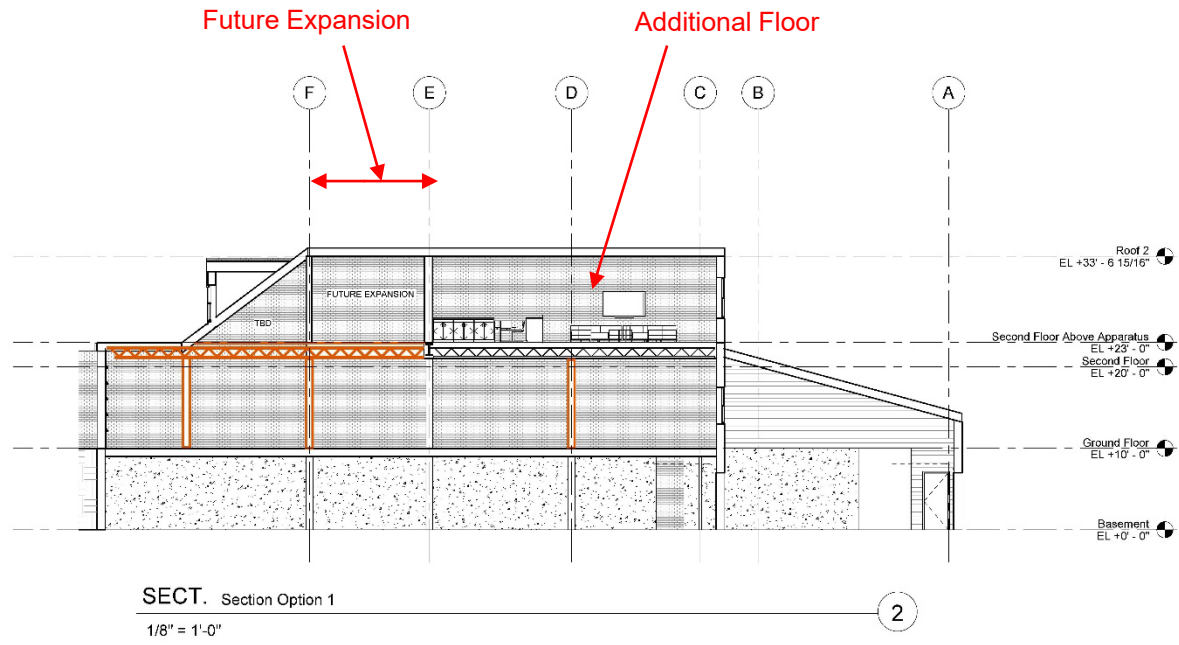 Future Expansion
Additional Floor
F
E
D
C
B
A
Roof 2
EL +33' - 6 15/16"
FUTURE EXPANSION
TBD
Second Floor Above Apparatus
EL +23' - 0"
Second Floor
EL +20' - 0"
Ground Floor
EL +10' - 0"
Basement
EL +0' - 0"
SECT. Section Option 1
2
1/8" = 1'-0"